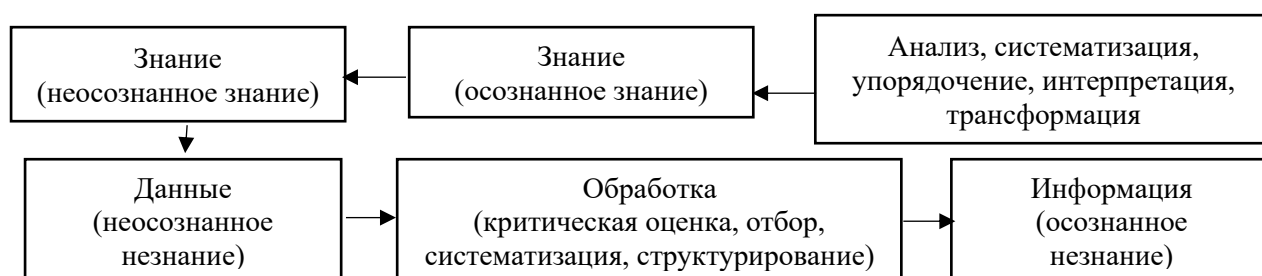 Знание
(неосознанное знание)
Знание
(осознанное знание)
Анализ, систематизация,
упорядочение, интерпретация,
трансформация
Данные
(неосознанное
незнание)
Обработка
(критическая оценка, отбор,
систематизация, структурирование)
Информация
(осознанное
незнание)